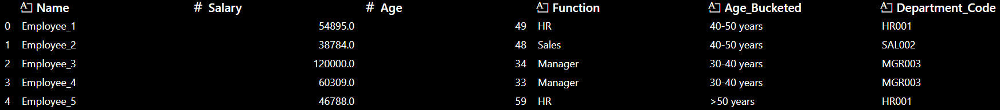 Name # Salary # Age Function Age_Bucketed Department_Code
0 Employee_1 54895.0 49 HR 40-50 years HR001
1 Employee_2 38784.0 48 Sales 40-50 years SAL002
2 Employee_3 120000.0 34 Manager 30-40 years MGR003
3 Employee_4 60309.0 33 Manager 30-40 years MGR003
4 Employee_5 46788.0 59 HR >50 years HR001